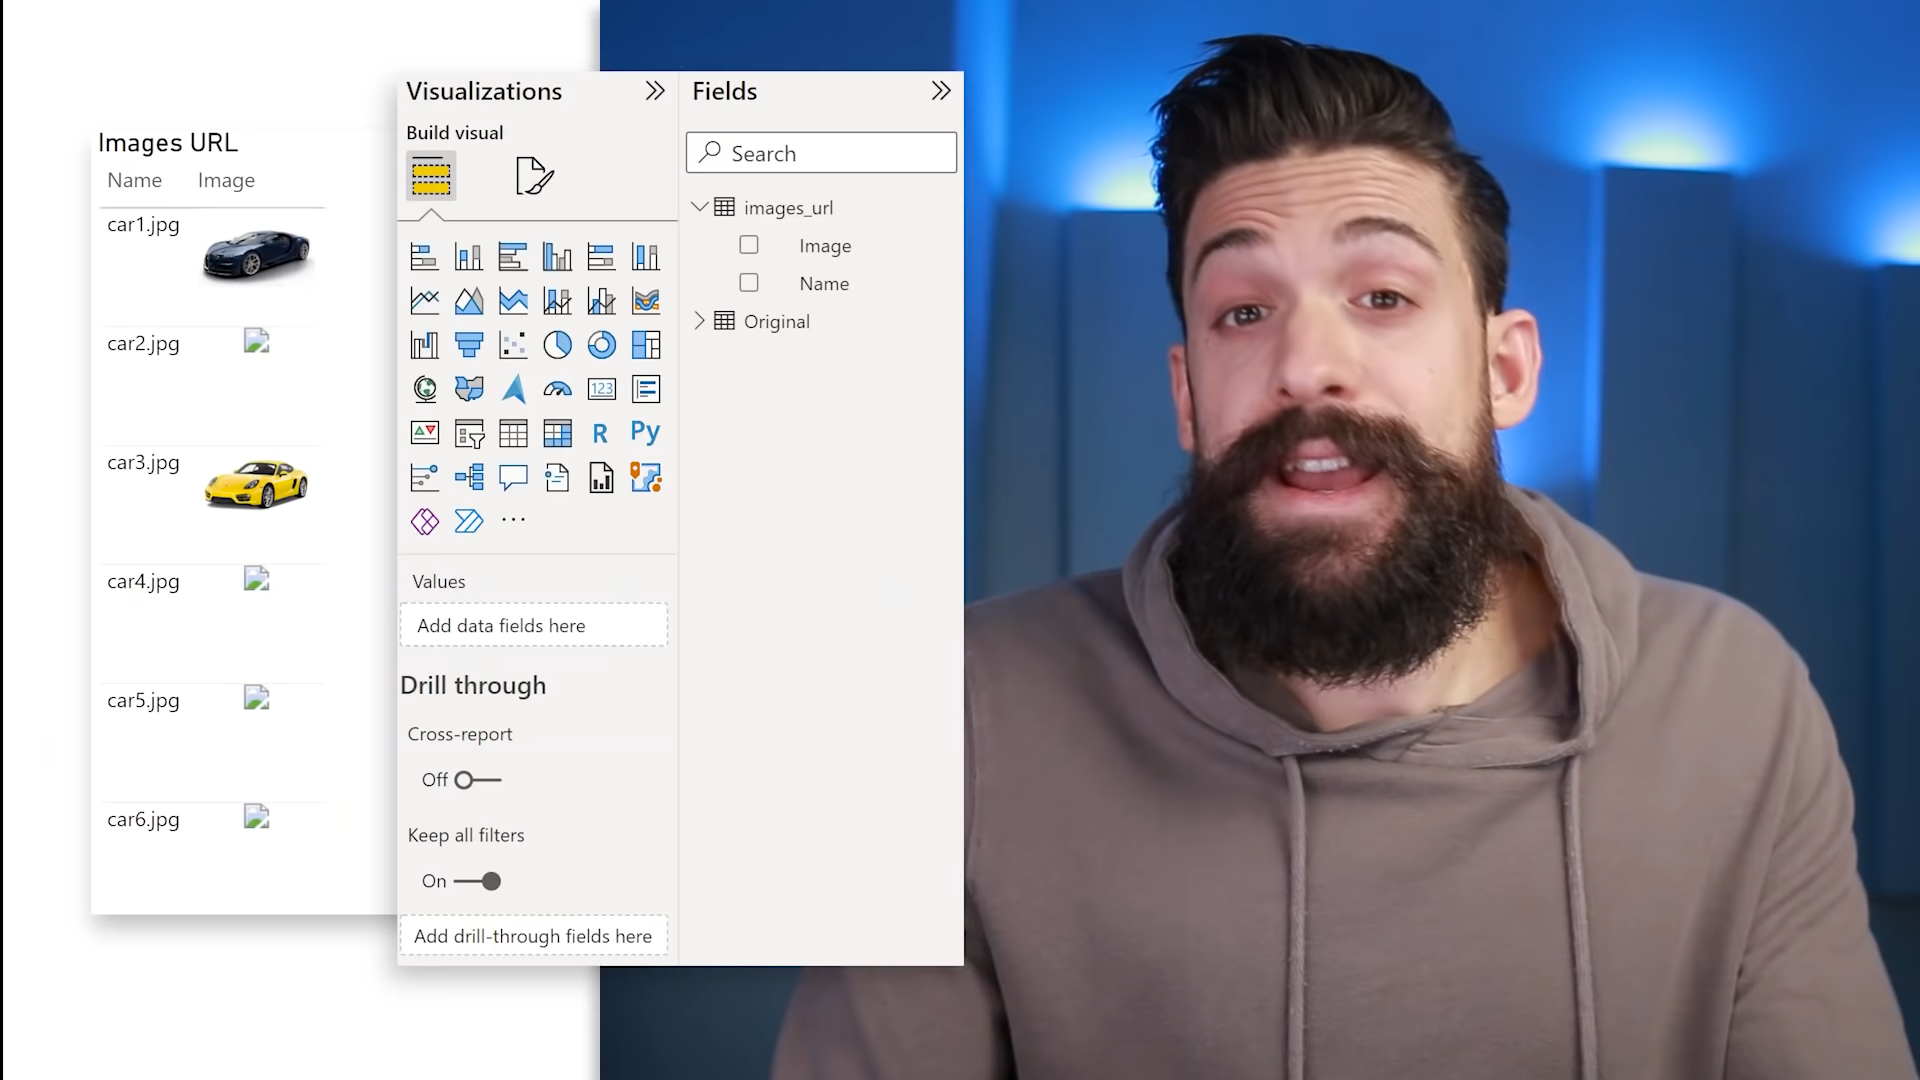 Images URL
Name Image
car1.jpg
car2.jpg
car3.jpg
car4.jpg
car5.jpg
car6.jpg
Visualizations
Build visual
123
R Py
Values
Add data fields here
Drill through
Cross-report
Off
Keep all filters
On
Add drill-through fields here
Fields
Search
images_url
Image
Name
Original